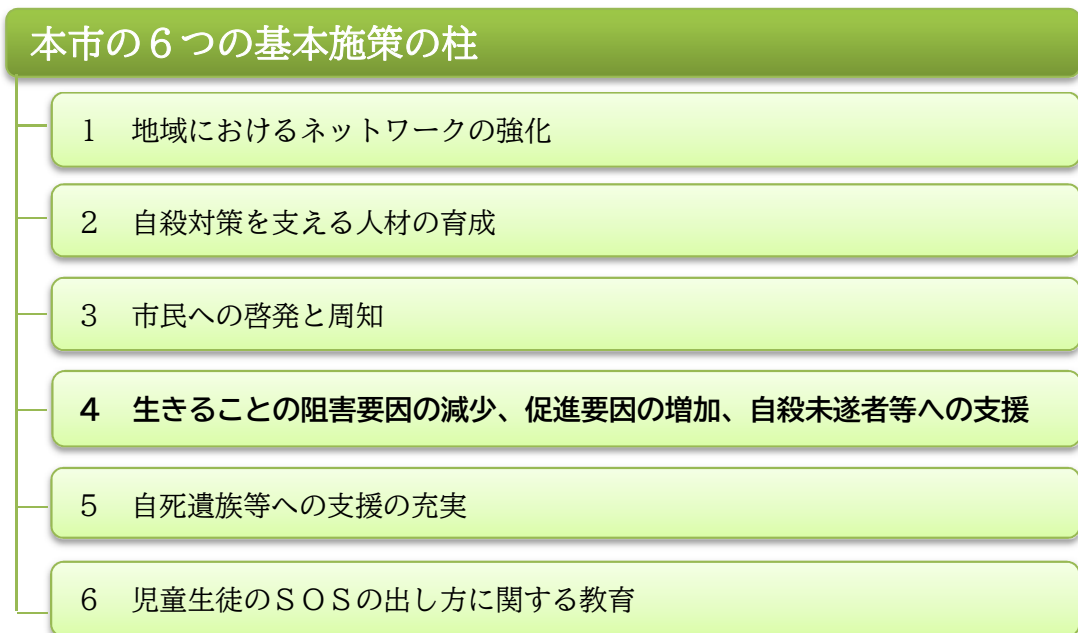 本市の６つの基本施策の柱
１　地域におけるネットワークの強化
２　自殺対策を支える人材の育成
３　市民への啓発と周知
４　生きることの阻害要因の減少、促進要因の増加、自殺未遂者等への支援
５　自死遺族等への支援の充実
６　児童生徒のＳＯＳの出し方に関する教育